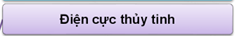 Điện cực thủy tinh